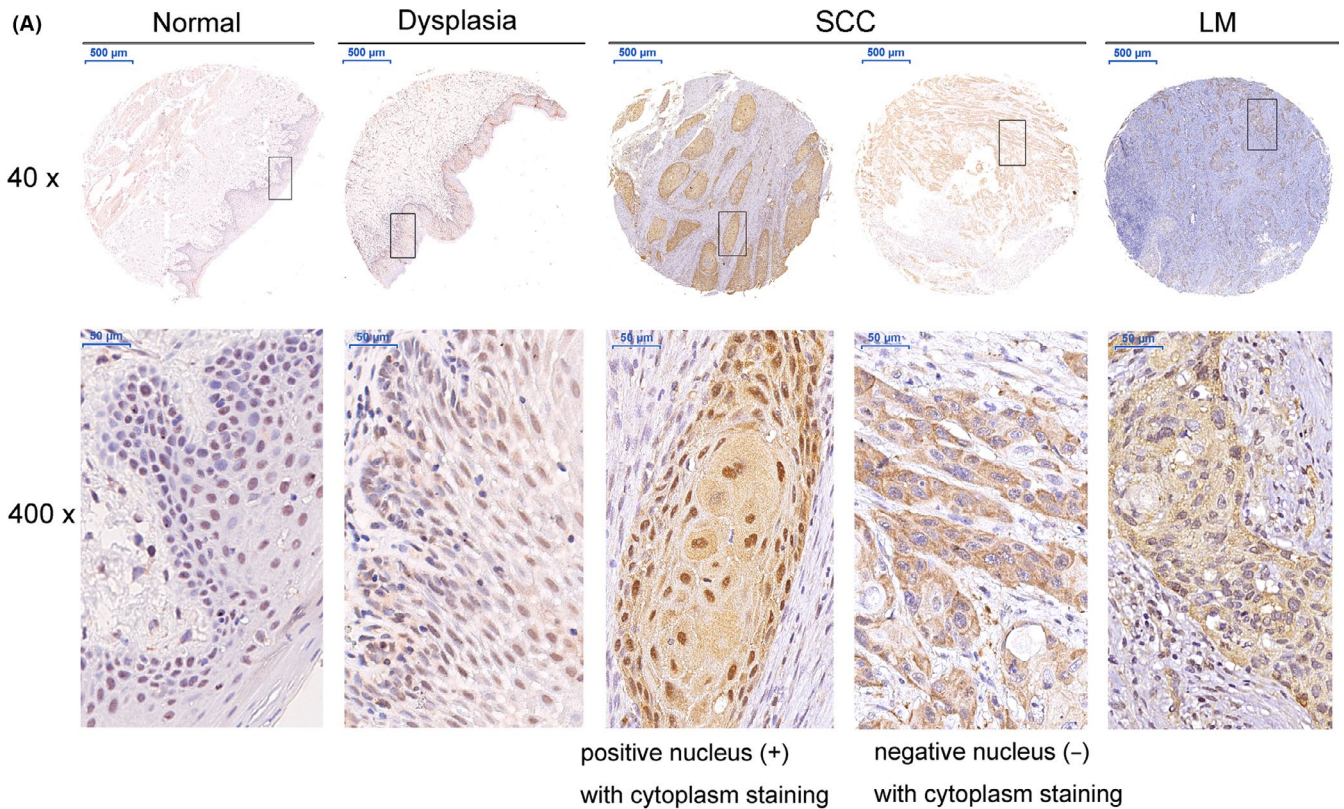 (A)
Normal
Dysplasia
SCC
LM
500 µm
500 µm
500 µm
500 µm
500 µm
40 x
50 µm
50 µm
50 µm
50 µm
50 µm
400 x
positive nucleus (+)
with cytoplasm staining
negative nucleus (−)
with cytoplasm staining